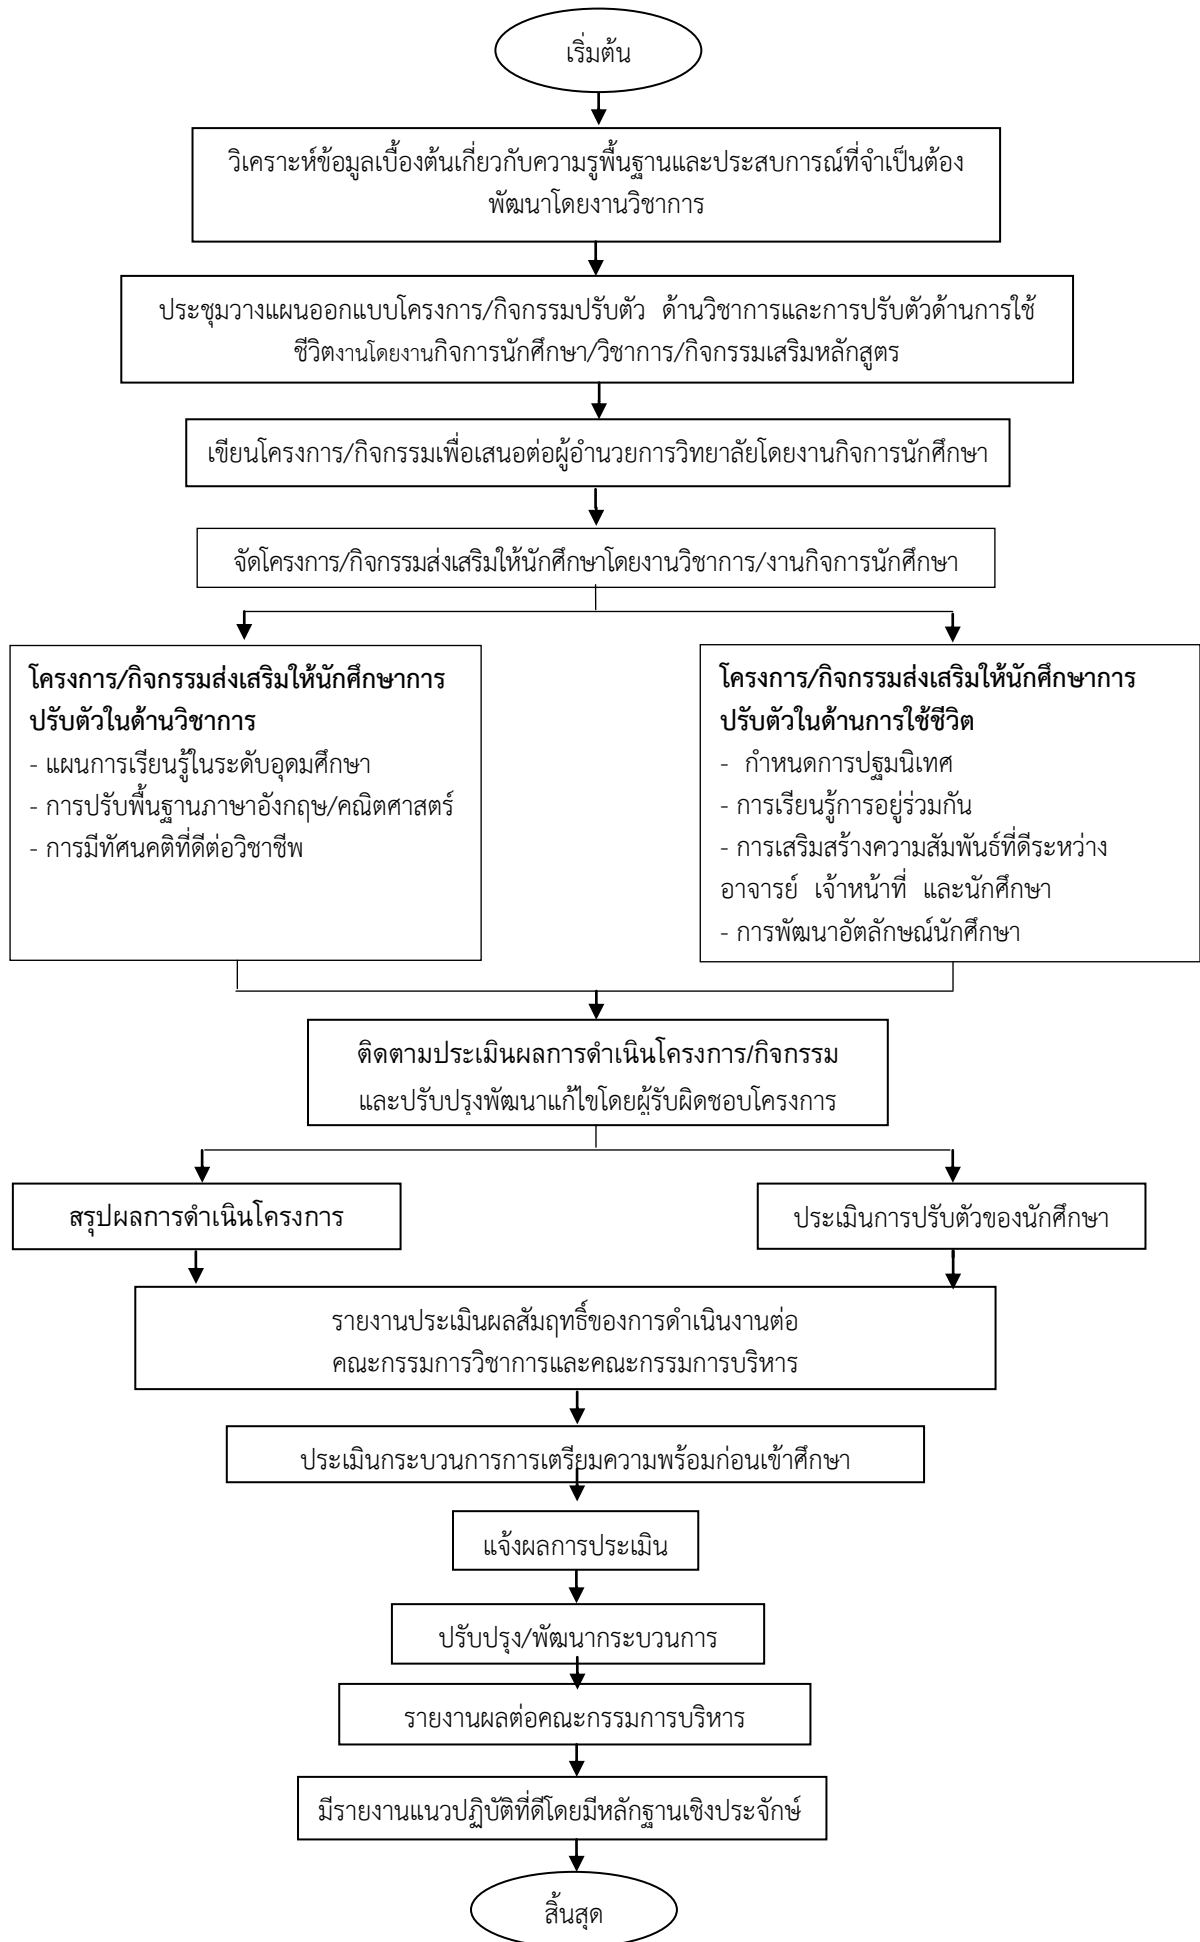 เริ่มต้น
วิเคราะห์ข้อมูลเบื้องต้นเกี่ยวกับความรูพื้นฐานและประสบการณ์ที่จำเป็นต้อง
พัฒนาโดยงานวิชาการ
ประชุมวางแผนออกแบบโครงการ/กิจกรรมปรับตัว ด้านวิชาการและการปรับตัวด้านการใช้
ชีวิตงานโดยงานกิจการนักศึกษา/วิชาการ/กิจกรรมเสริมหลักสูตร
เขียนโครงการ/กิจกรรมเพื่อเสนอต่อผู้อำนวยการวิทยาลัยโดยงานกิจการนักศึกษา
จัดโครงการ/กิจกรรมส่งเสริมให้นักศึกษาโดยงานวิชาการ/งานกิจการนักศึกษา
โครงการ/กิจกรรมส่งเสริมให้นักศึกษาการ
ปรับตัวในด้านวิชาการ
- แผนการเรียนรู้ในระดับอุดมศึกษา
- การปรับพื้นฐานภาษาอังกฤษ/คณิตศาสตร์
- การมีทัศนคติที่ดีต่อวิชาชีพ
โครงการ/กิจกรรมส่งเสริมให้นักศึกษาการ
ปรับตัวในด้านการใช้ชีวิต
- กำหนดการปฐมนิเทศ
- การเรียนรู้การอยู่ร่วมกัน
- การเสริมสร้างความสัมพันธ์ที่ดีระหว่าง
อาจารย์ เจ้าหน้าที่ และนักศึกษา
- การพัฒนาอัตลักษณ์นักศึกษา
ติดตามประเมินผลการดำเนินโครงการ/กิจกรรม
และปรับปรุงพัฒนาแก้ไขโดยผู้รับผิดชอบโครงการ
สรุปผลการดำเนินโครงการ
ประเมินการปรับตัวของนักศึกษา
รายงานประเมินผลสัมฤทธิ์ของการดำเนินงานต่อ
คณะกรรมการวิชาการและคณะกรรมการบริหาร
ประเมินกระบวนการการเตรียมความพร้อมก่อนเข้าศึกษา
แจ้งผลการประเมิน
ปรับปรุง/พัฒนากระบวนการ
รายงานผลต่อคณะกรรมการบริหาร
มีรายงานแนวปฏิบัติที่ดีโดยมีหลักฐานเชิงประจักษ์
สิ้นสุด